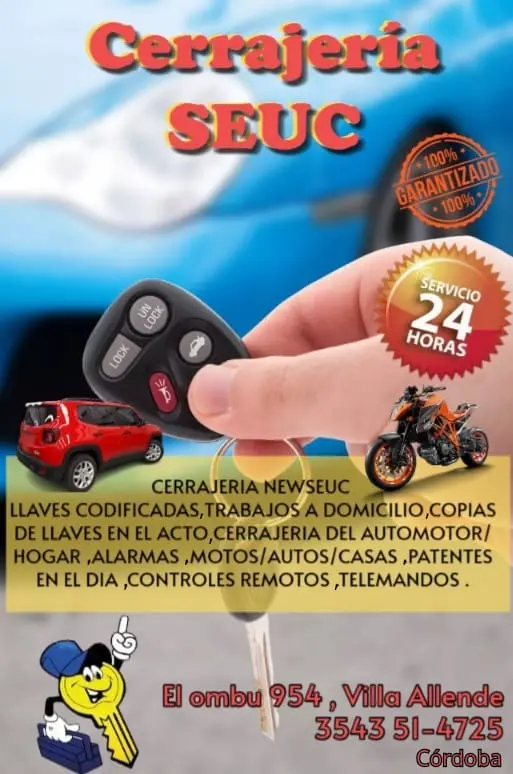 Cerrajería
SEUC
100%
GARANTIZADO
100%
SERVICIO
24
HORAS
UN
LOCK
LOCK
CERRAJERIA NEWSEUC
LLAVES CODIFICADAS,TRABAJOS A DOMICILIO,COPIAS
DE LLAVES EN EL ACTO,CERRAJERIA DEL AUTOMOTOR/
HOGAR ,ALARMAS ,MOTOS/AUTOS/CASAS ,PATENTES
EN EL DIA ,CONTROLES REMOTOS ,TELEMANDOS .
El ombu 954 , Villa Allende
3543 51-4725
Córdoba